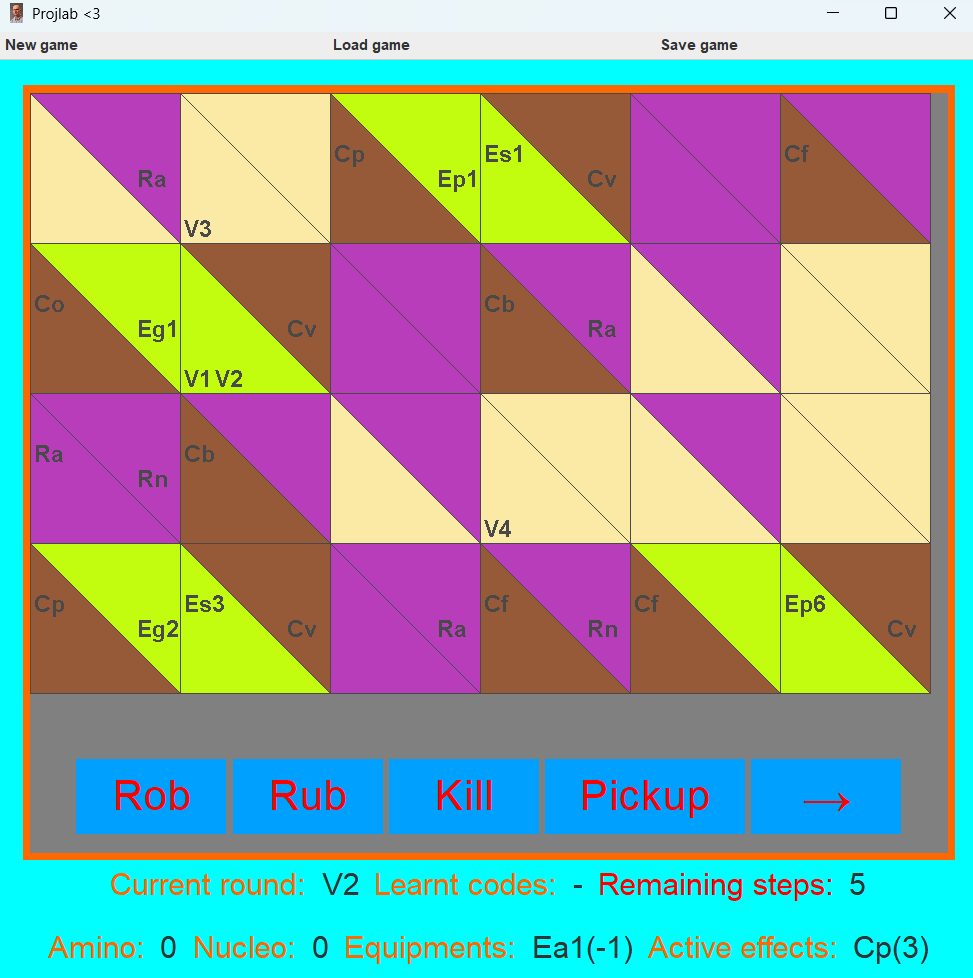 Projlab <3
New game Load game Save game
Cp Es1 Cf
Ra Ep1 Cv
V3
Co Cb
Eg1 Cv Ra
V1 V2
Ra Cb
Rn
V4
Cp Es3 Cf Cf Ep6
Eg2 Cv Ra Rn Cv
Rob Rub Kill Pickup →
Current round: V2 Learnt codes: - Remaining steps: 5
Amino: 0 Nucleo: 0 Equipments: Ea1(-1) Active effects: Cp(3)